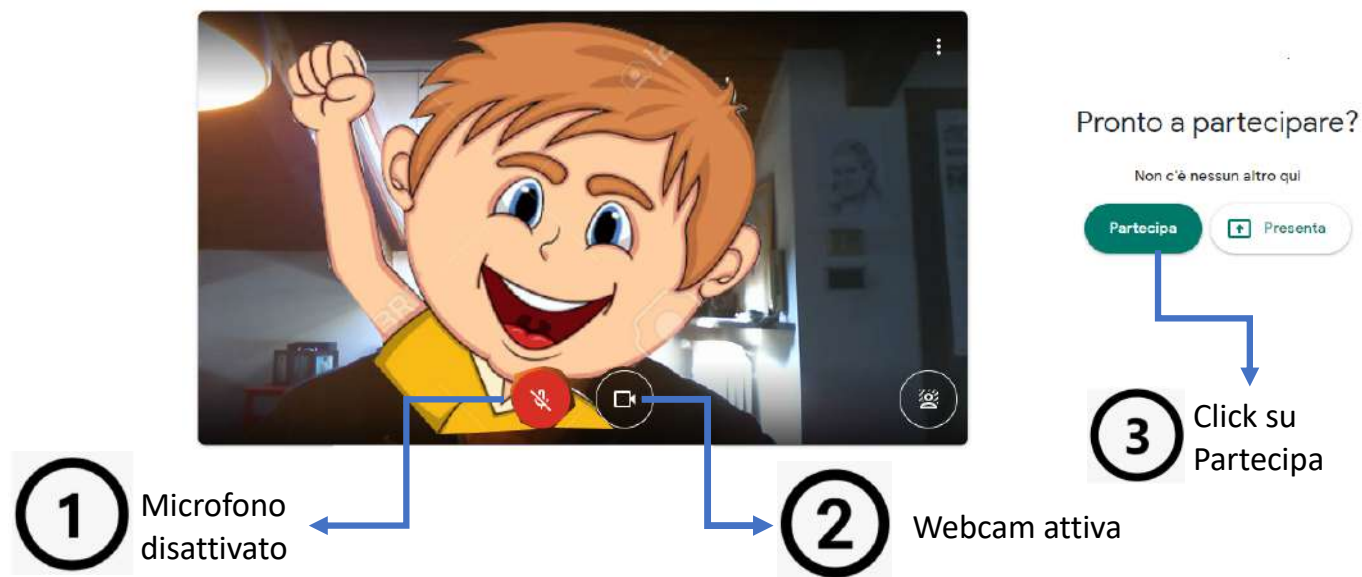 Pronto a partecipare?
Non c'è nessun altro qui
Partecipa
Presenta
1
Microfono
disattivato
2
Webcam attiva
3
Click su
Partecipa